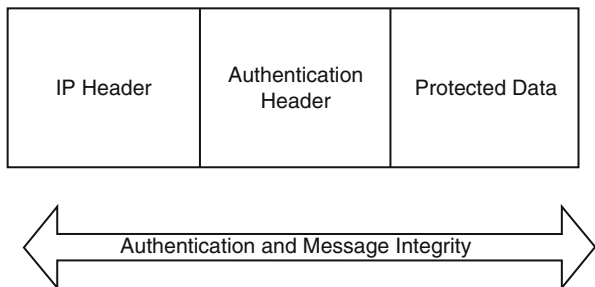 IP Header
Authentication
Header
Protected Data
Authentication and Message Integrity